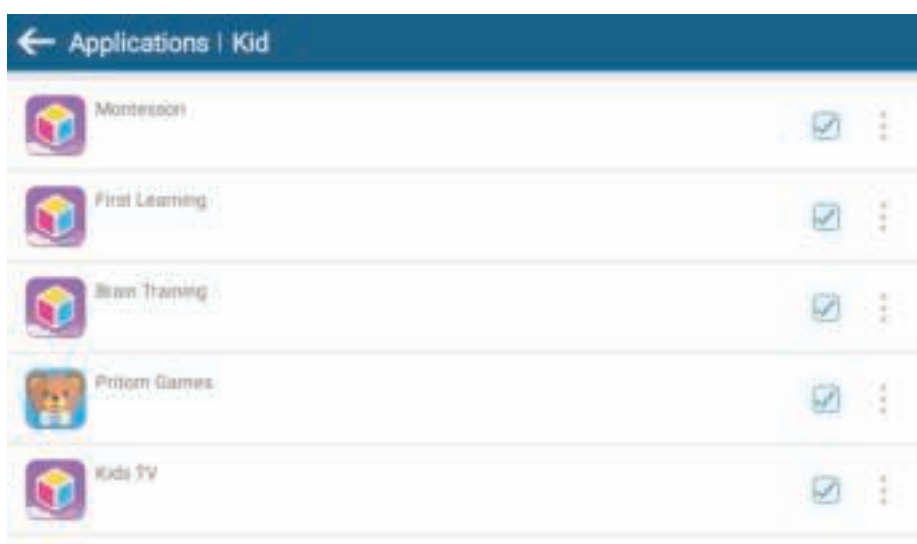 Applications | Kid
Montessori
First Learning
Brain Training
Pritom Games
Kids TV